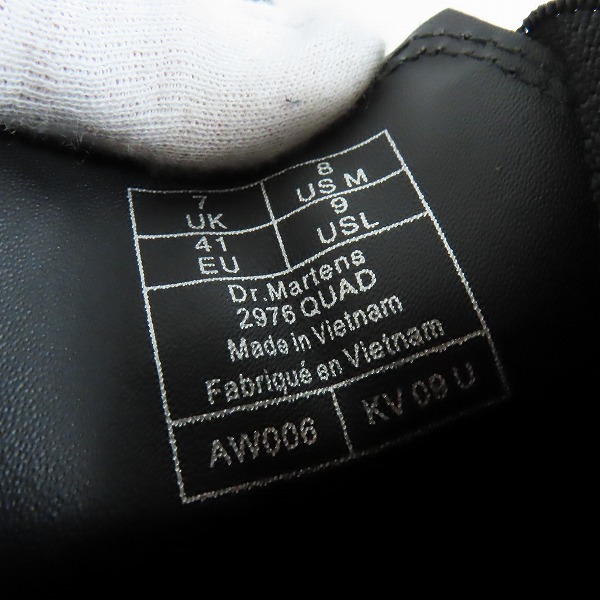 7 UK
8 US M
41 EU
9 USL
Dr.Martens
2976 QUAD
Made in Vietnam
Fabriqué en Vietnam
AW006
KV 09 U